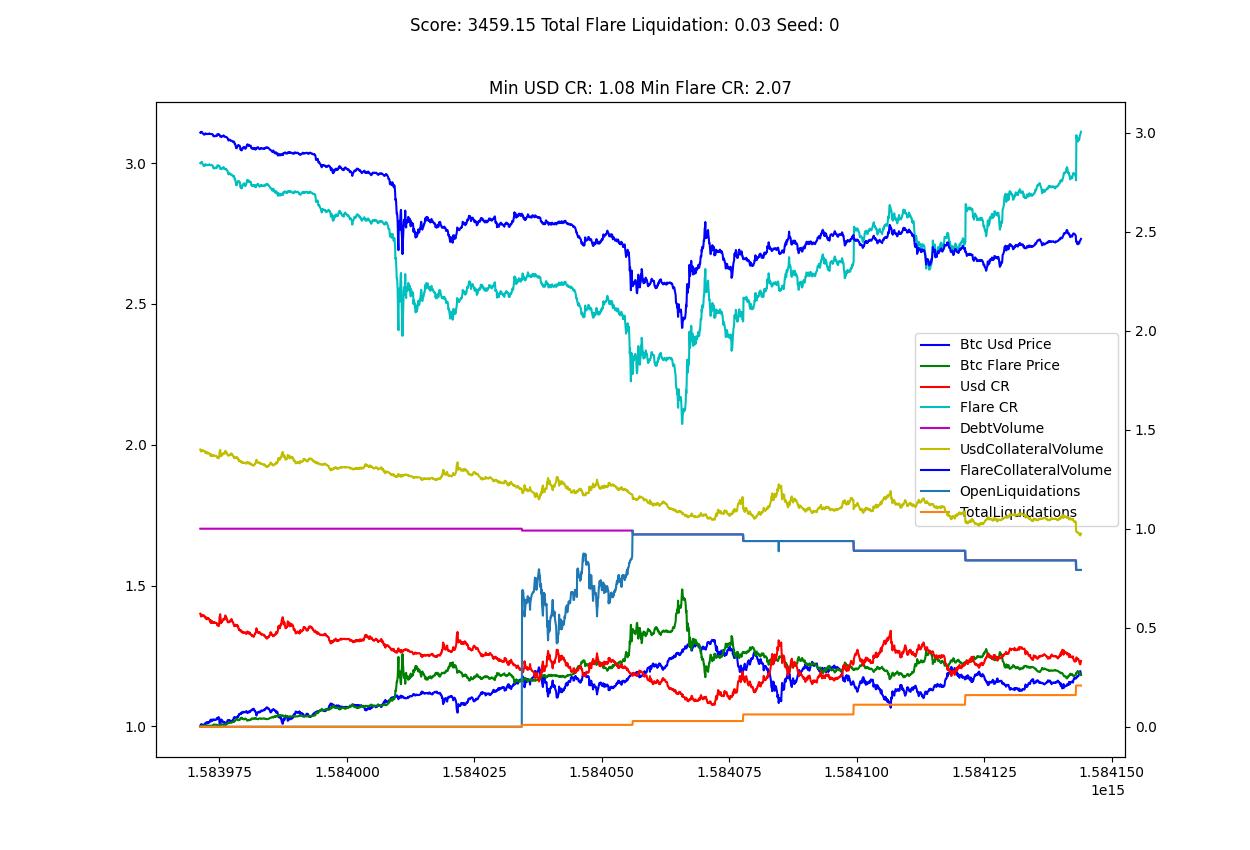 Score: 3459.15 Total Flare Liquidation: 0.03 Seed: 0
Min USD CR: 1.08 Min Flare CR: 2.07
3.0
2.5
2.0
1.5
1.0
3.0
2.5
2.0
1.5
1.0
0.5
0.0
Btc Usd Price
Btc Flare Price
Usd CR
Flare CR
DebtVolume
UsdCollateralVolume
FlareCollateralVolume
OpenLiquidations
TotalLiquidations
1.583975 1.584000 1.584025 1.584050 1.584075 1.584100 1.584125 1.584150
1e15